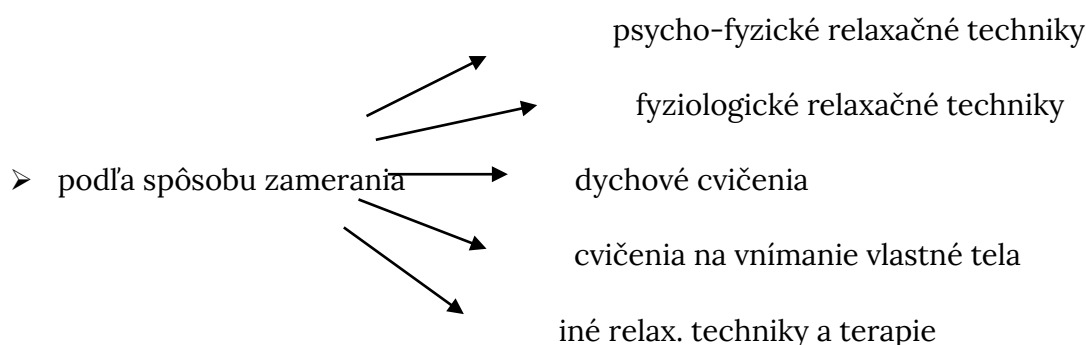 psycho-fyzické relaxačné techniky
fyziologické relaxačné techniky
➢ podľa spôsobu zamerania
dychové cvičenia
cvičenia na vnímanie vlastné tela
iné relax. techniky a terapie